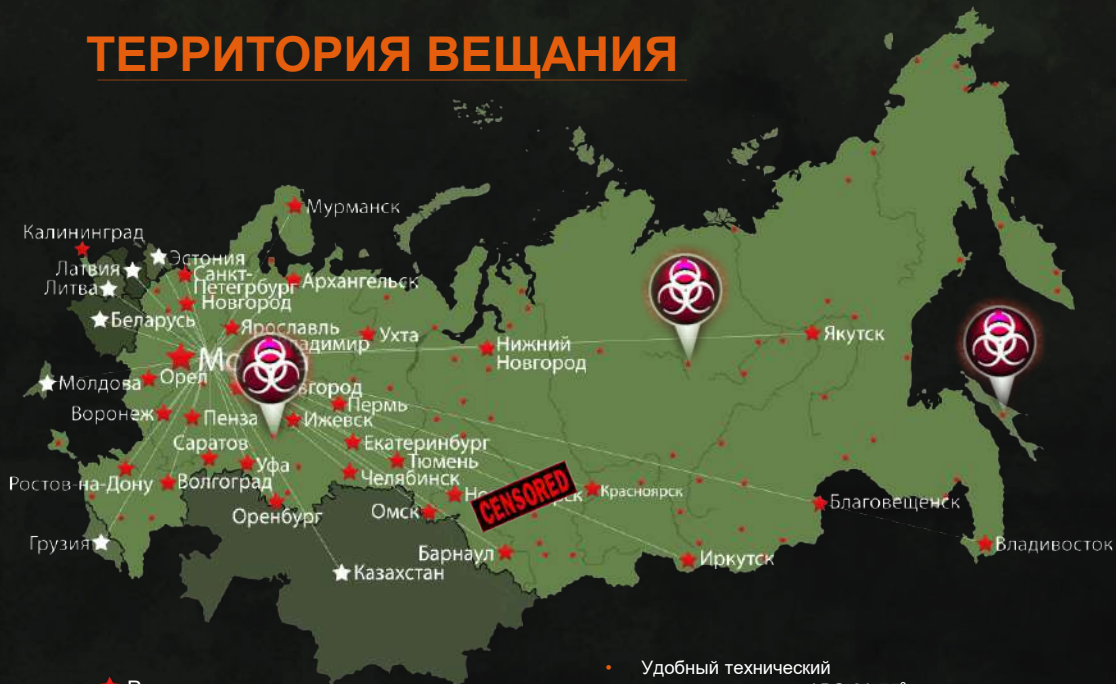 ТЕРРИТОРИЯ ВЕЩАНИЯ
Мурманск
Калининград
Эстония
Латвия
Санкт-
Петегрбург
Архангельск
Литва
Новгород
Беларусь
Ярославль
Ухта
Нижний
Новгород
Якутск
Молдова
Орел
Пермь
Воронеж
Пенза
Ижевск
Саратов
Екатеринбург
Уфа
Тюмень
Челябинск
Ростов-на-Дону
Волгоград
CENSORED
Красноярск
Оренбург
Омск
Благовещенск
Грузия
Владивосток
Барнаул
Иркутск
Казахстан
• Удобный технический